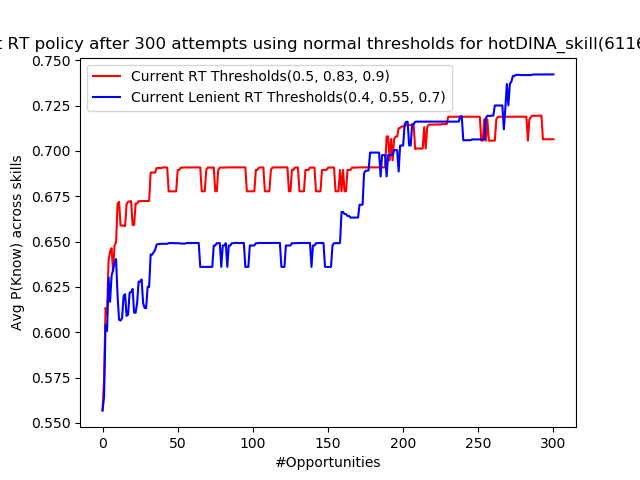 t RT policy after 300 attempts using normal thresholds for hotDINA_skill(6116
Current RT Thresholds(0.5, 0.83, 0.9)
Current Lenient RT Thresholds(0.4, 0.55, 0.7)
Avg P(Know) across skills
0.750
0.725
0.700
0.675
0.650
0.625
0.600
0.575
0.550
0 50 100 150 200 250 300
#Opportunities